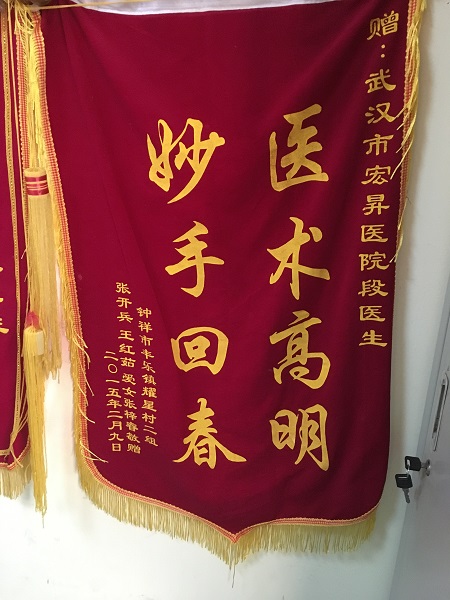 赠：武汉市宏昇医院段医生
医术高明
妙手回春
钟祥市丰乐镇耀星村二组
张开兵 王红茹 爱女张梓睿敬赠
二〇一五年二月九日